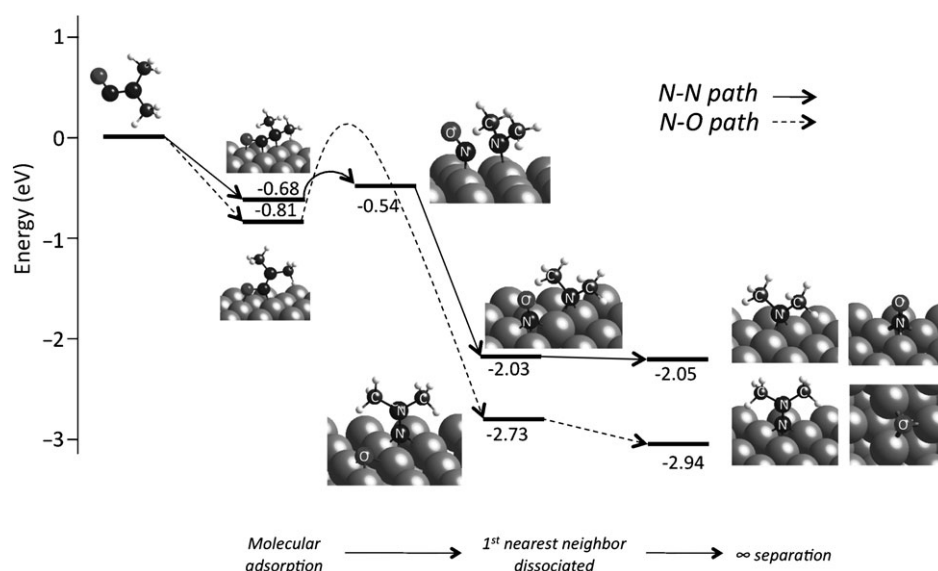 1
0
−1
−2
−3
Energy (eV)
N-N path
N-O path
-0.68
-0.81
-0.54
-2.03
-2.05
-2.73
-2.94
O
N
C
C
N
O
N
C
C
N
C
C
N
O
N
C
C
N
N
O
C
C
N
N
O
Molecular
adsorption
1st nearest neighbor
dissociated
∞ separation